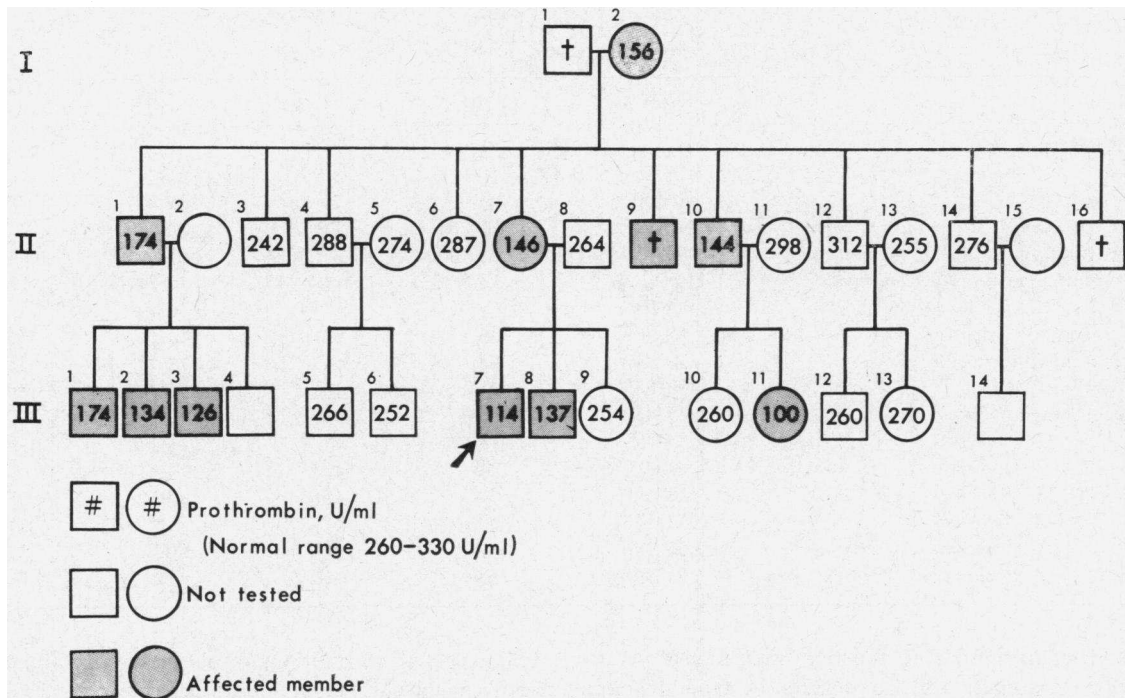 1 2
I † 156
1 2 3 4 5 6 7 8 9 10 11 12 13 14 15 16
II 174 242 288 274 287 146 264 † 144 298 312 255 276 †
1 2 3 4 5 6 7 8 9 10 11 12 13 14
III 174 134 126 266 252 114 137 254 260 100 260 270
# # Prothrombin, U/ml
(Normal range 260–330 U/ml)
Not tested
Affected member